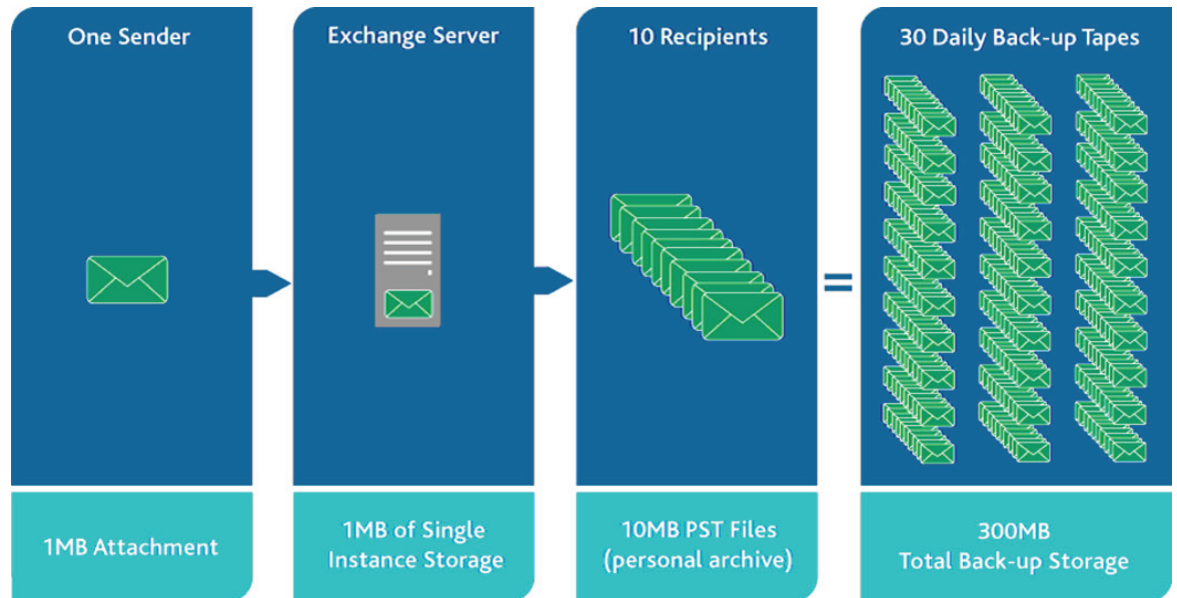 One Sender
Exchange Server
10 Recipients
30 Daily Back-up Tapes
=
1MB Attachment
1MB of Single
Instance Storage
10MB PST Files
(personal archive)
300MB
Total Back-up Storage